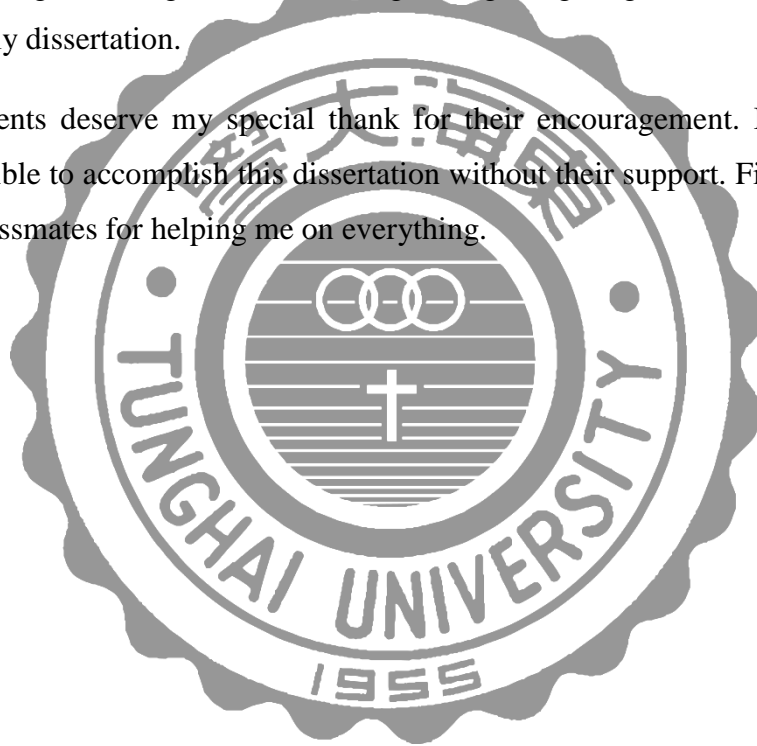 y dissertation.
ents deserve my special thank for their encouragement.
ble to accomplish this dissertation without their support. Fi
ssmates for helping me on everything.
東海大學
TUNGHAI UNIVERSITY
1955